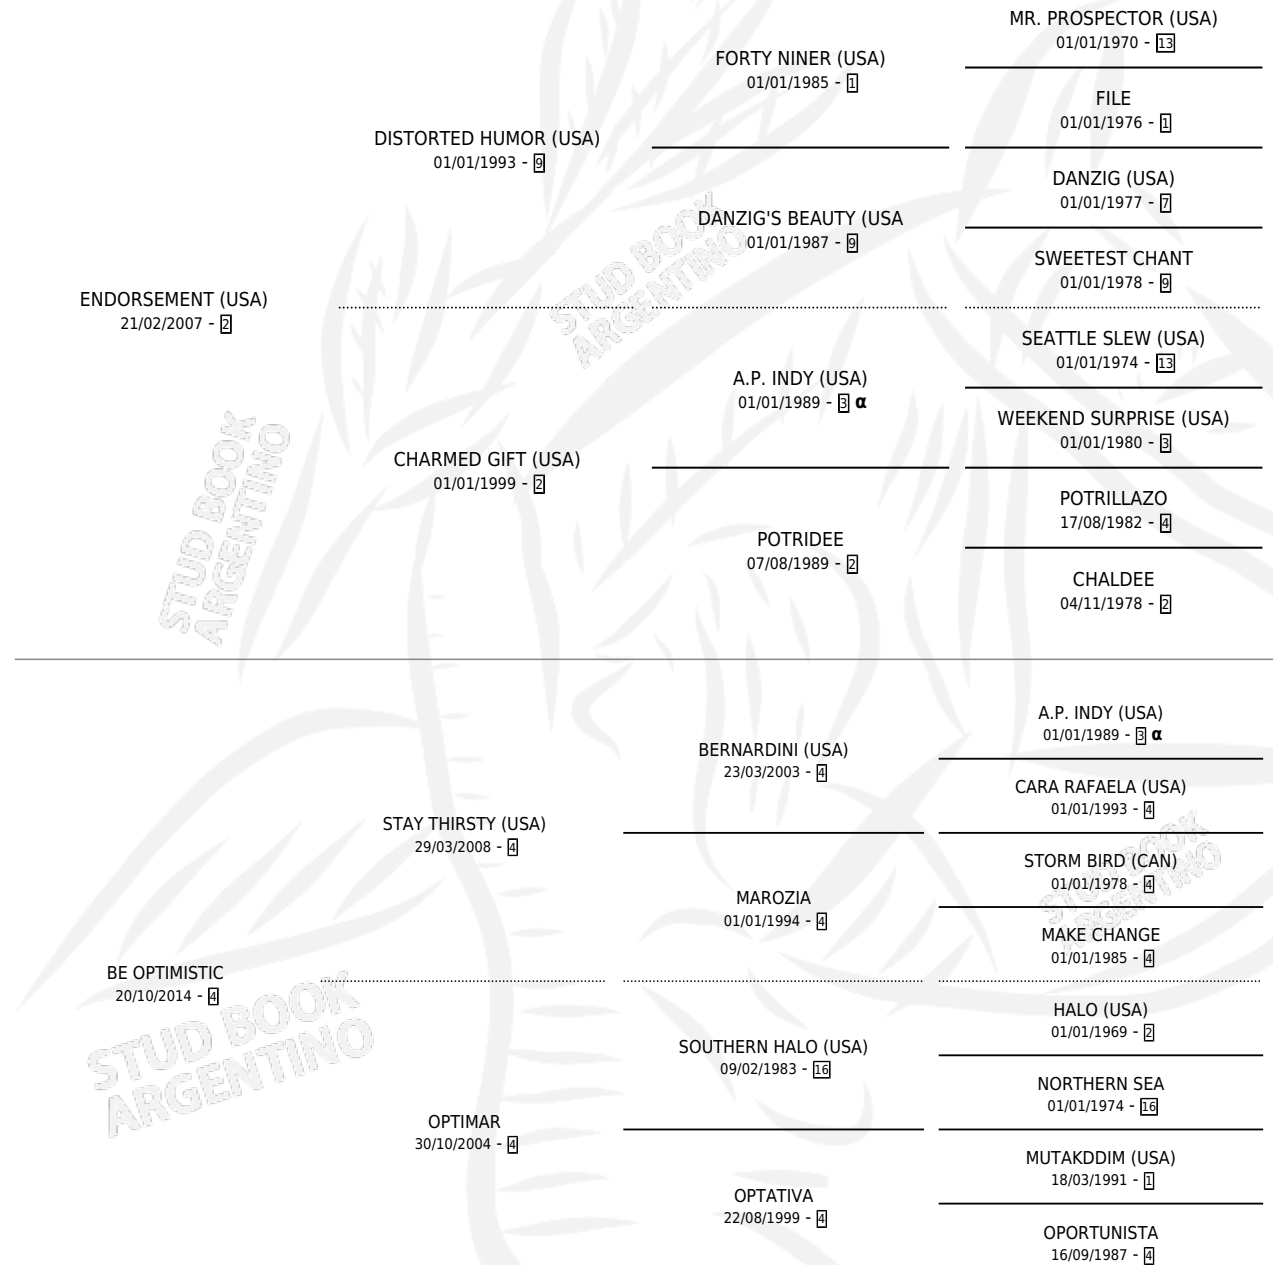 MR. PROSPECTOR (USA)
01/01/1970 - 13
FORTY NINER (USA)
01/01/1985 - 1
FILE
01/01/1976 - 1
DISTORTED HUMOR (USA)
01/01/1993 - 9
DANZIG (USA)
01/01/1977 - 7
DANZIG'S BEAUTY (USA
01/01/1987 - 9
SWEETEST CHANT
01/01/1978 - 9
ENDORSEMENT (USA)
21/02/2007 - 2
SEATTLE SLEW (USA)
01/01/1974 - 13
A.P. INDY (USA)
01/01/1989 - 3 α
WEEKEND SURPRISE (USA)
01/01/1980 - 3
CHARMED GIFT (USA)
01/01/1999 - 2
POTRILLAZO
17/08/1982 - 4
POTRIDEE
07/08/1989 - 2
CHALDEE
04/11/1978 - 2
A.P. INDY (USA)
01/01/1989 - 3 α
BERNARDINI (USA)
23/03/2003 - 4
CARA RAFAELA (USA)
01/01/1993 - 4
STAY THIRSTY (USA)
29/03/2008 - 4
STORM BIRD (CAN)
01/01/1978 - 4
MAROZIA
01/01/1994 - 4
MAKE CHANGE
01/01/1985 - 4
BE OPTIMISTIC
20/10/2014 - 4
HALO (USA)
01/01/1969 - 2
SOUTHERN HALO (USA)
09/02/1983 - 16
NORTHERN SEA
01/01/1974 - 16
OPTIMAR
30/10/2004 - 4
MUTAKDDIM (USA)
18/03/1991 - 1
OPTATIVA
22/08/1999 - 4
OPORTUNISTA
16/09/1987 - 4
STUD BOOK
ARGENTINO
STUD BOOK
ARGENTINO
STUD BOOK
ARGENTINO
STUD BOOK
ARGENTINO